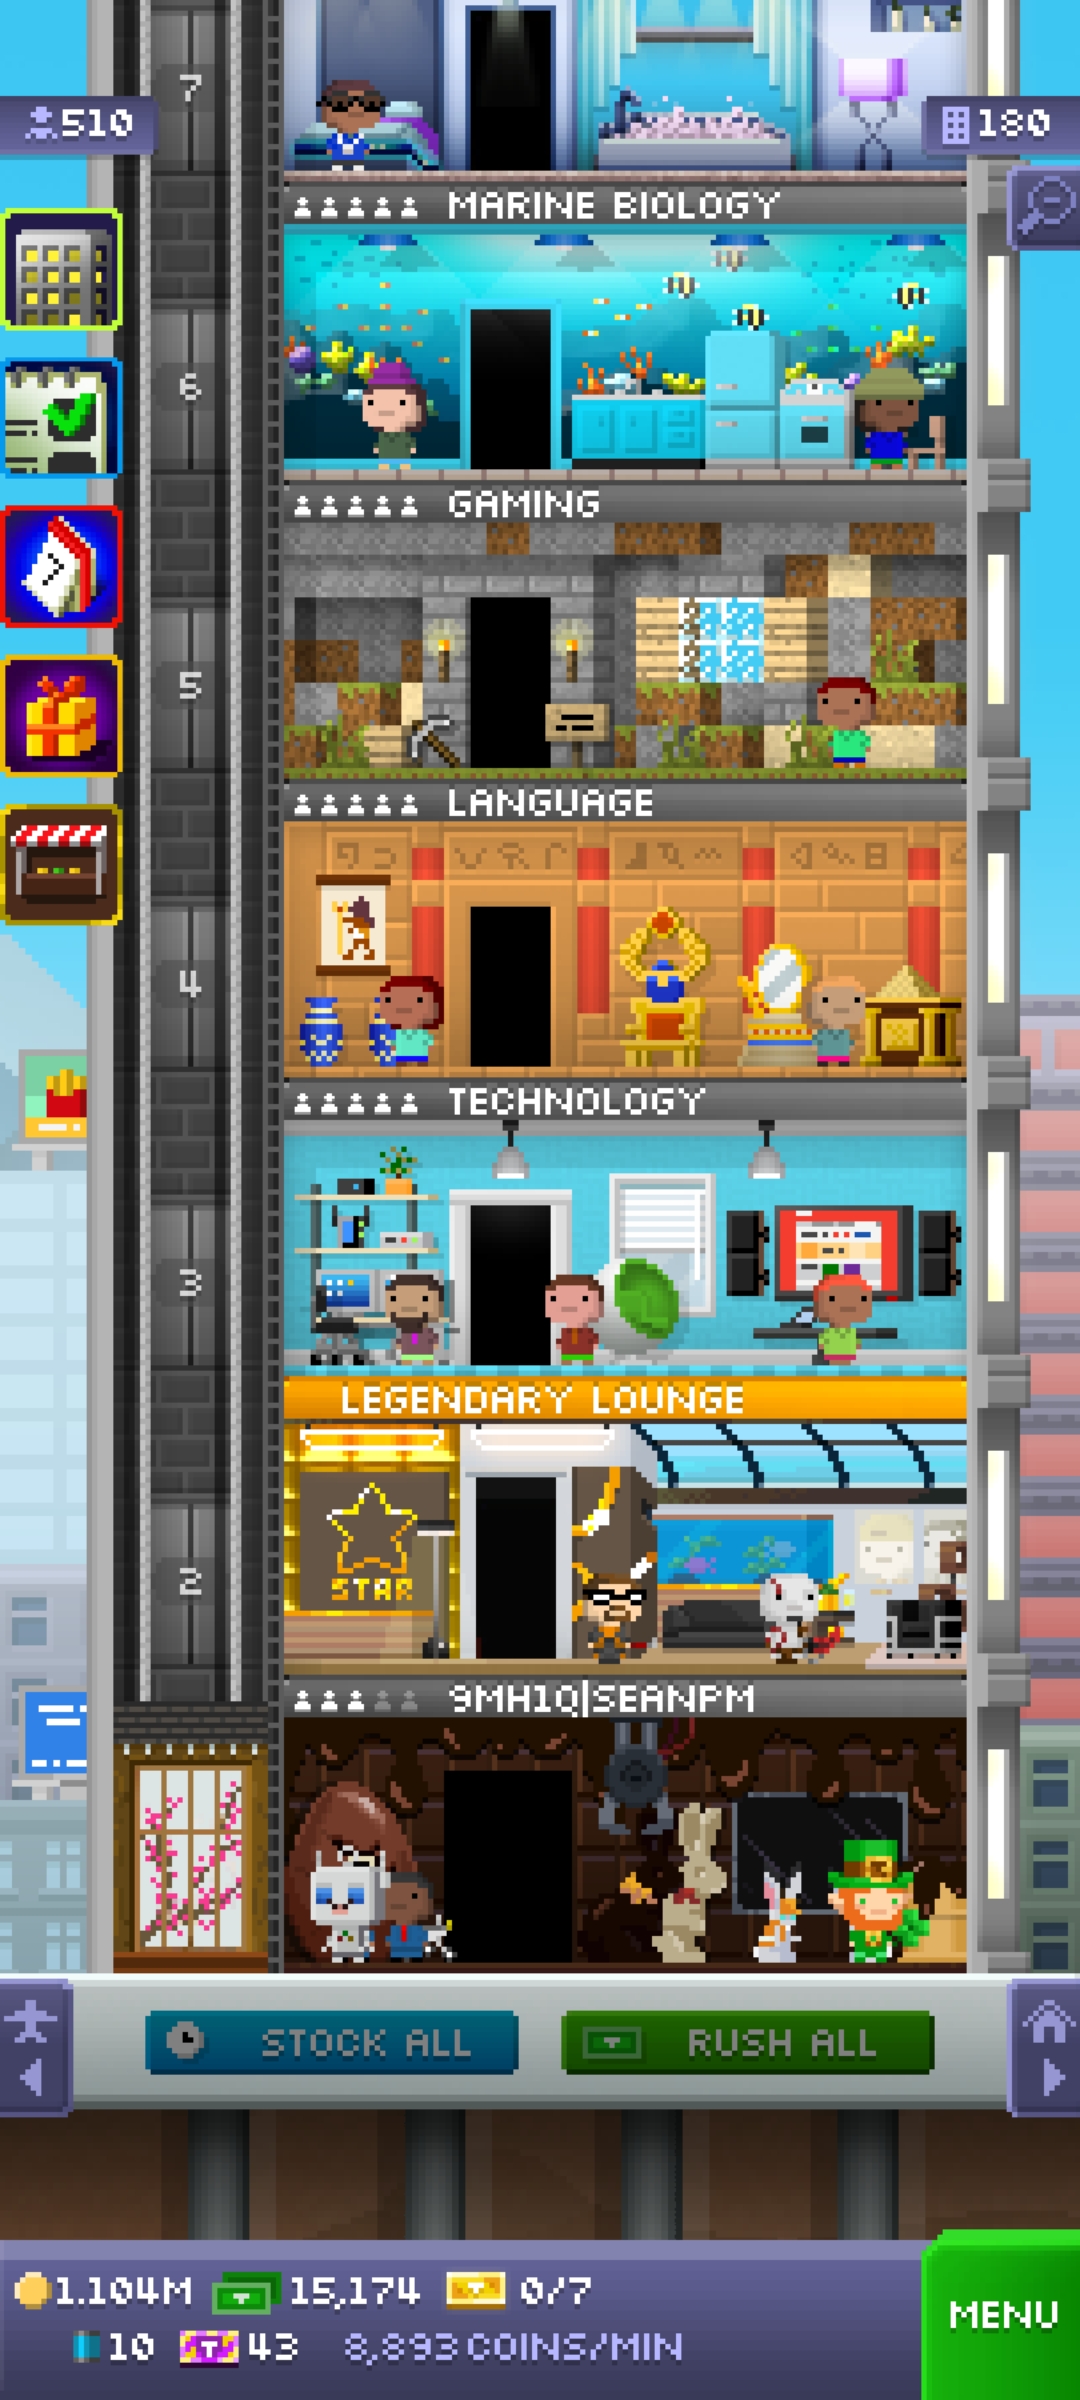 7
510
180
MARINE BIOLOGY
6
GAMING
5
LANGUAGE
4
TECHNOLOGY
3
LEGENDARY LOUNGE
STAR
2
9MH1Q|SEANPM
STOCK ALL
RUSH ALL
1.104M 15,174 0/7
10 43 8,893 COINS/MIN
MENU